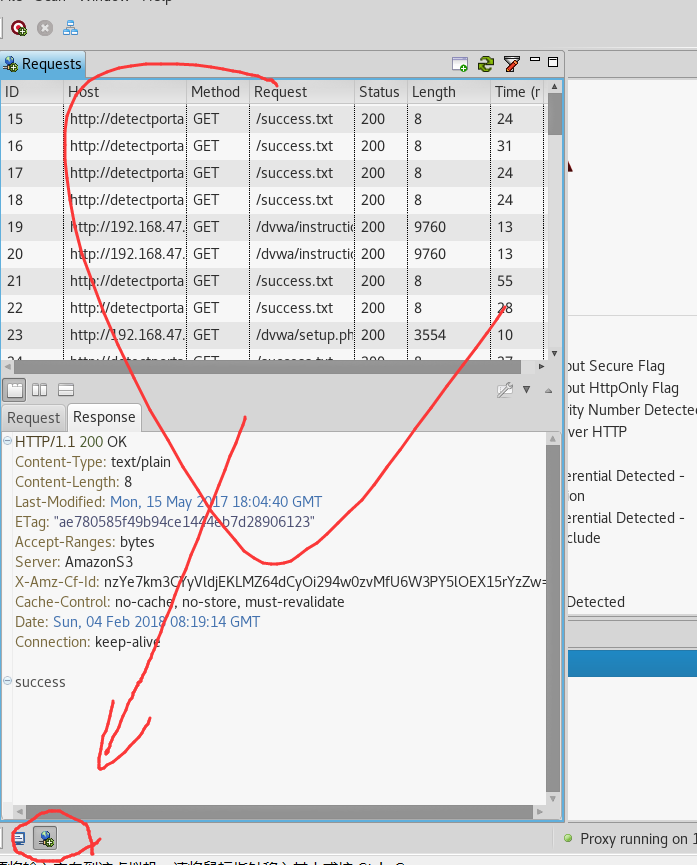 Requests
ID Host Method Request Status Length Time (r
15 http://detectporta GET /success.txt 200 8 24
16 http://detectporta GET /success.txt 200 8 31
17 http://detectporta GET /success.txt 200 8 24
18 http://detectporta GET /success.txt 200 8 24
19 http://192.168.47. GET /dvwa/instructio 200 9760 13
20 http://192.168.47. GET /dvwa/instructio 200 9760 13
21 http://detectporta GET /success.txt 200 8 55
22 http://detectporta GET /success.txt 200 8 28
23 http://192.168.47. GET /dvwa/setup.ph 200 3554 10
24 http://detectporta GET /success.txt 200 8 27
out Secure Flag
out HttpOnly Flag
rity Number Detected
ver HTTP
erential Detected -
ion
erential Detected -
clude
Detected
Request Response
HTTP/1.1 200 OK
Content-Type: text/plain
Content-Length: 8
Last-Modified: Mon, 15 May 2017 18:04:40 GMT
ETag: "ae780585f49b94ce1444eb7d28906123"
Accept-Ranges: bytes
Server: AmazonS3
X-Amz-Cf-Id: nzYe7km3CYyVldjEKLMZ64dCyOi294w0zvMfU6W3PY5lOEX15rYzZw=
Cache-Control: no-cache, no-store, must-revalidate
Date: Sun, 04 Feb 2018 08:19:14 GMT
Connection: keep-alive
success
Proxy running on 1